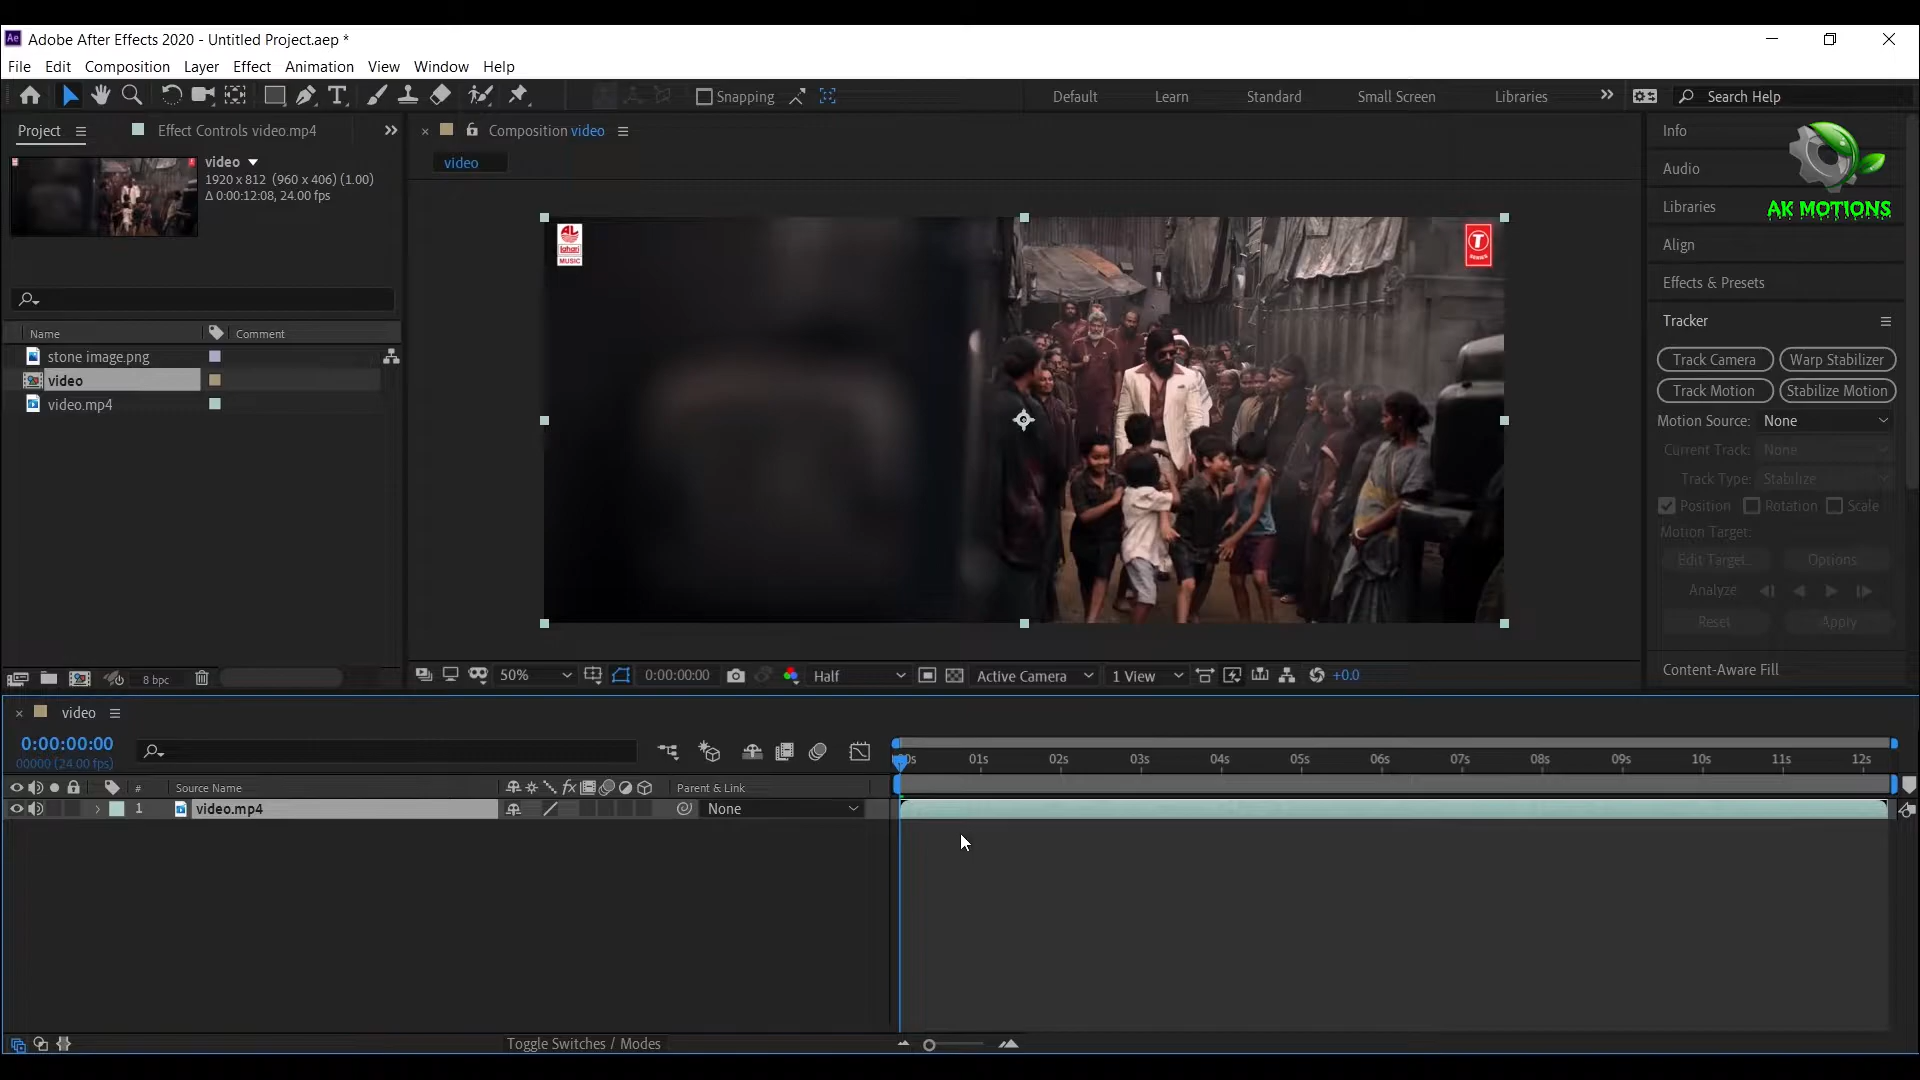 Ae Adobe After Effects 2020 - Untitled Project.aep *
File Edit Composition Layer Effect Animation View Window Help
Snapping Default Learn Standard Small Screen Libraries Search Help
Project Effect Controls video.mp4
Composition video
video
video
1920 x 812 (960 x 406) (1.00)
Δ 0:00:12:08, 24.00 fps
Name Comment
stone image.png
video
video.mp4
8 bpc
AL
lahari
MUSIC
T
SERIES
50% 0:00:00:00 Half Active Camera 1 View +0.0
Info
Audio
Libraries
AK MOTIONS
Align
Effects & Presets
Tracker
Track Camera Warp Stabilizer
Track Motion Stabilize Motion
Motion Source: None
Current Track: None
Track Type: Stabilize
Position Rotation Scale
Motion Target:
Edit Target... Options...
Analyze
Reset Apply
Content-Aware Fill
video
0:00:00:00
00000 (24.00 fps)
00s 01s 02s 03s 04s 05s 06s 07s 08s 09s 10s 11s 12s
# Source Name fx Parent & Link
1 video.mp4 None
Toggle Switches / Modes